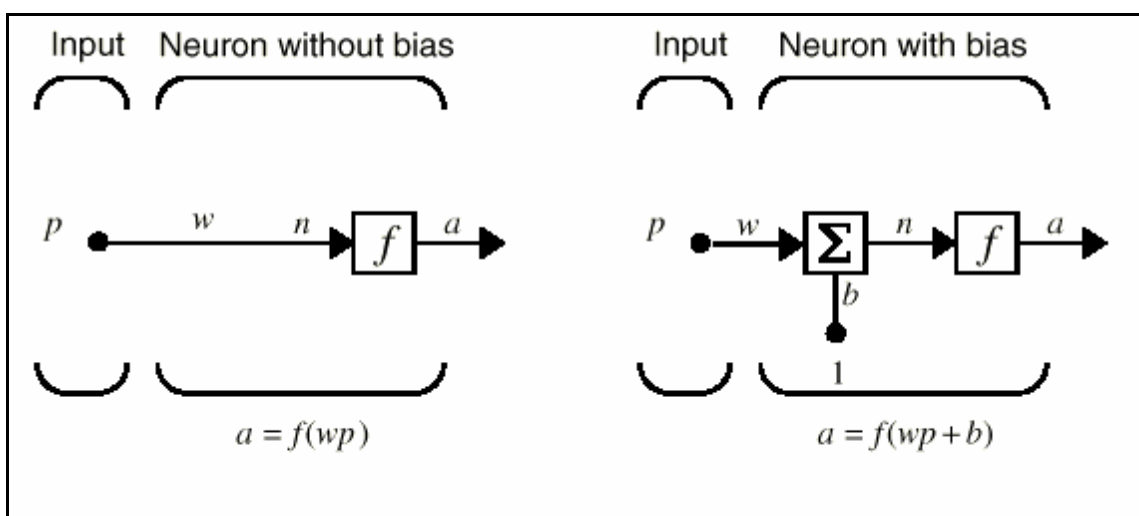 Input Neuron without bias
p w n f a
a = f(wp)
Input Neuron with bias
p w Σ n f a
b
1
a = f(wp + b)